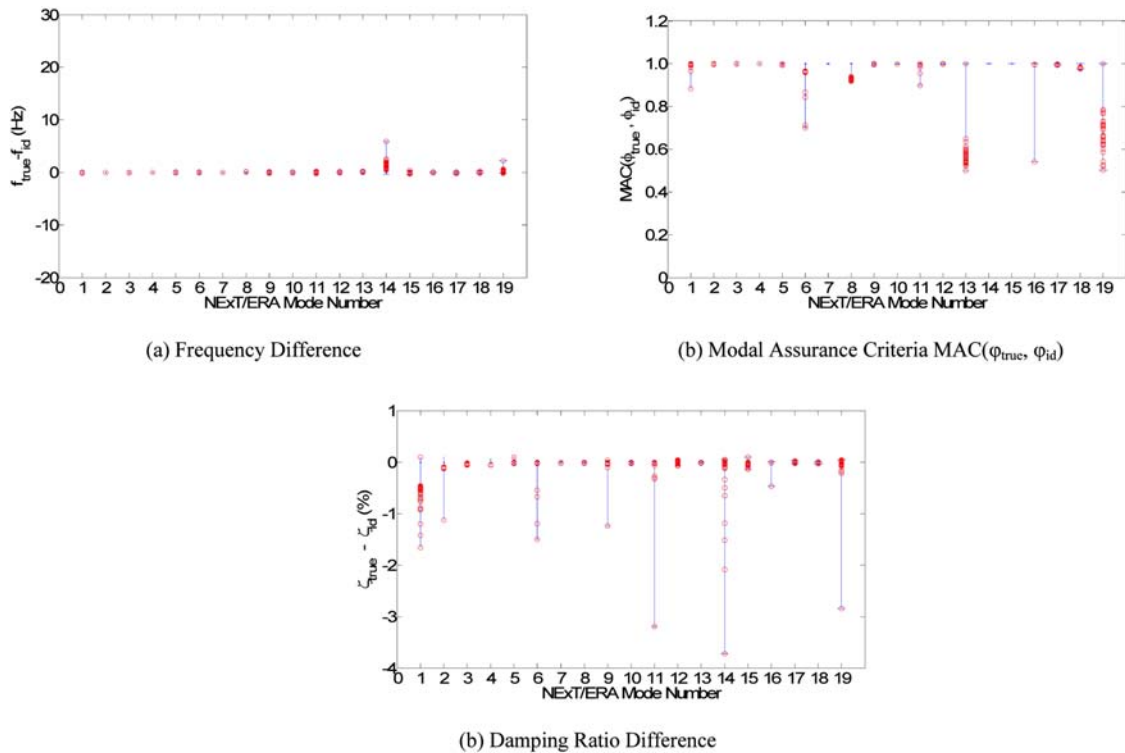 30
20
10
0
-10
-20
f_true-f_id (Hz)
0 1 2 3 4 5 6 7 8 9 10 11 12 13 14 15 16 17 18 19
NExT/ERA Mode Number
(a) Frequency Difference
1.2
1.0
0.8
0.6
0.4
0.2
0
MAC(ϕ_true, ϕ_id)
0 1 2 3 4 5 6 7 8 9 10 11 12 13 14 15 16 17 18 19
NExT/ERA Mode Number
(b) Modal Assurance Criteria MAC(φ_true, φ_id)
1
0
-1
-2
-3
-4
ζ_true - ζ_id (%)
0 1 2 3 4 5 6 7 8 9 10 11 12 13 14 15 16 17 18 19
NExT/ERA Mode Number
(b) Damping Ratio Difference